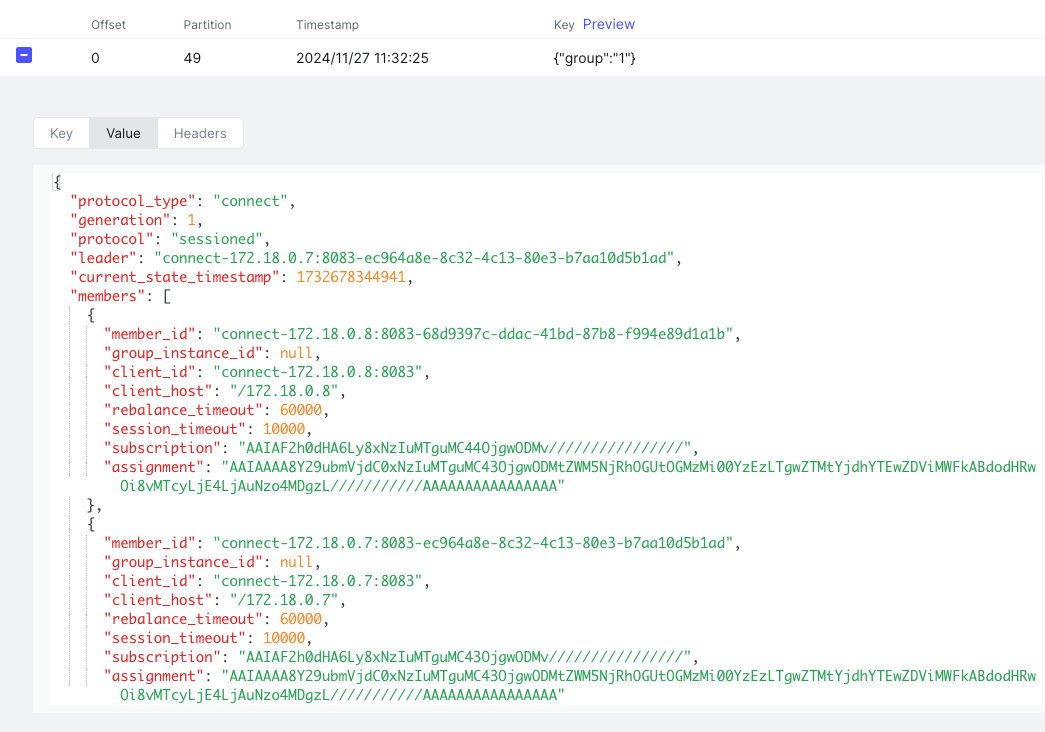 Offset Partition Timestamp Key Preview
0 49 2024/11/27 11:32:25 {"group":"1"}
Key Value Headers
{
"protocol_type": "connect",
"generation": 1,
"protocol": "sessioned",
"leader": "connect-172.18.0.7:8083-ec964a8e-8c32-4c13-80e3-b7aa10d5b1ad",
"current_state_timestamp": 1732678344941,
"members": [
{
"member_id": "connect-172.18.0.8:8083-68d9397c-ddac-41bd-87b8-f994e89d1a1b",
"group_instance_id": null,
"client_id": "connect-172.18.0.8:8083",
"client_host": "/172.18.0.8",
"rebalance_timeout": 60000,
"session_timeout": 10000,
"subscription": "AAIAF2h0dHA6Ly8xNzIuMTguMC44OjgwODMv////////////////",
"assignment": "AAIAAAA8Y29ubmVjdC0xNzIuMTguMC43OjgwODMtZWM5NjRhOGUtOGMzMi00YzEzLTgwZTMtYjdhYTEwZDViMWFkABdodHRw
Oi8vMTcyLjE4LjAuNzo4MDgzL///////////AAAAAAAAAAAAAAAA"
},
{
"member_id": "connect-172.18.0.7:8083-ec964a8e-8c32-4c13-80e3-b7aa10d5b1ad",
"group_instance_id": null,
"client_id": "connect-172.18.0.7:8083",
"client_host": "/172.18.0.7",
"rebalance_timeout": 60000,
"session_timeout": 10000,
"subscription": "AAIAF2h0dHA6Ly8xNzIuMTguMC43OjgwODMv////////////////",
"assignment": "AAIAAAA8Y29ubmVjdC0xNzIuMTguMC43OjgwODMtZWM5NjRhOGUtOGMzMi00YzEzLTgwZTMtYjdhYTEwZDViMWFkABdodHRw
Oi8vMTcyLjE4LjAuNzo4MDgzL///////////AAAAAAAAAAAAAAAA"